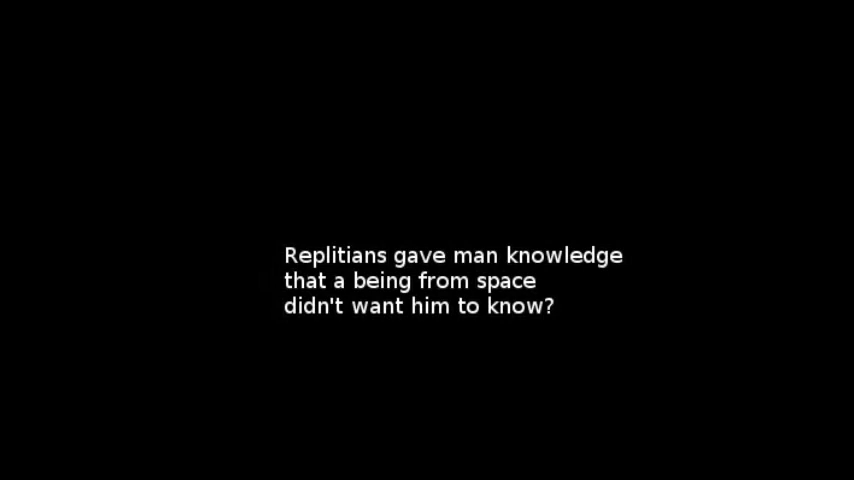 Replitians gave man knowledge
that a being from space
didn't want him to know?